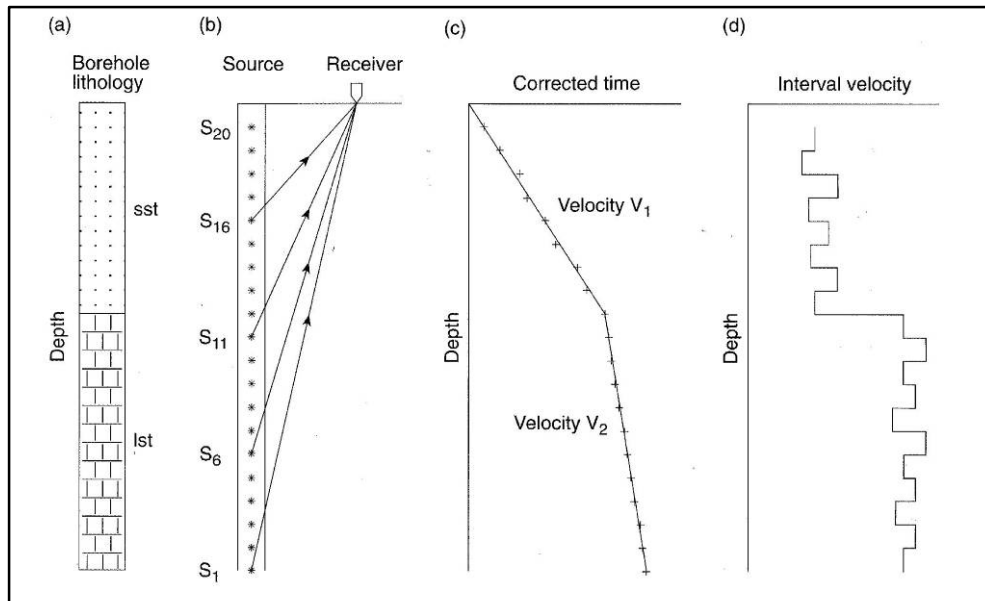 (a)
Borehole
lithology
sst
Depth
lst
(b)
Source
Receiver
S₂₀
S₁₆
S₁₁
S₆
S₁
(c)
Corrected time
Velocity V₁
Depth
Velocity V₂
(d)
Interval velocity
Depth